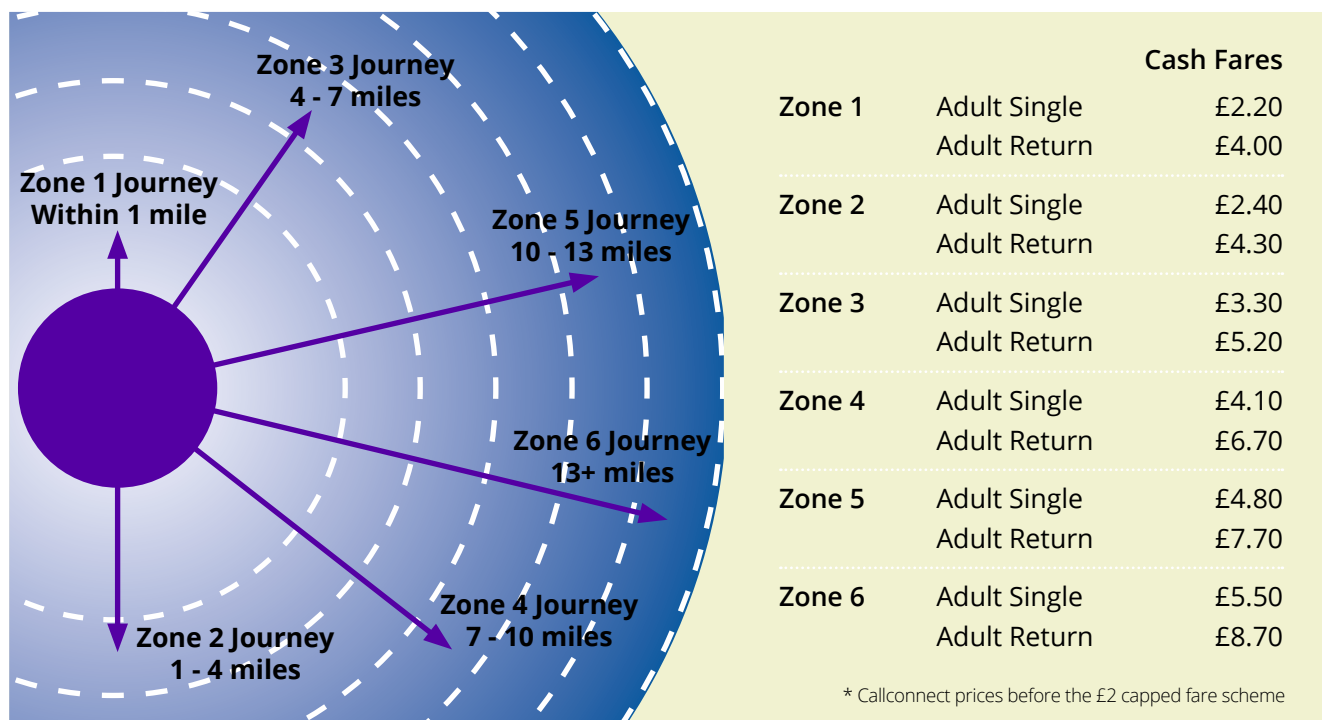 Zone 3 Journey
4 - 7 miles
Zone 1 Journey
Within 1 mile
Zone 5 Journey
10 - 13 miles
Zone 6 Journey
13+ miles
Zone 4 Journey
7 - 10 miles
Zone 2 Journey
1 - 4 miles
Cash Fares
Zone 1 Adult Single £2.20
Adult Return £4.00
Zone 2 Adult Single £2.40
Adult Return £4.30
Zone 3 Adult Single £3.30
Adult Return £5.20
Zone 4 Adult Single £4.10
Adult Return £6.70
Zone 5 Adult Single £4.80
Adult Return £7.70
Zone 6 Adult Single £5.50
Adult Return £8.70
* Callconnect prices before the £2 capped fare scheme